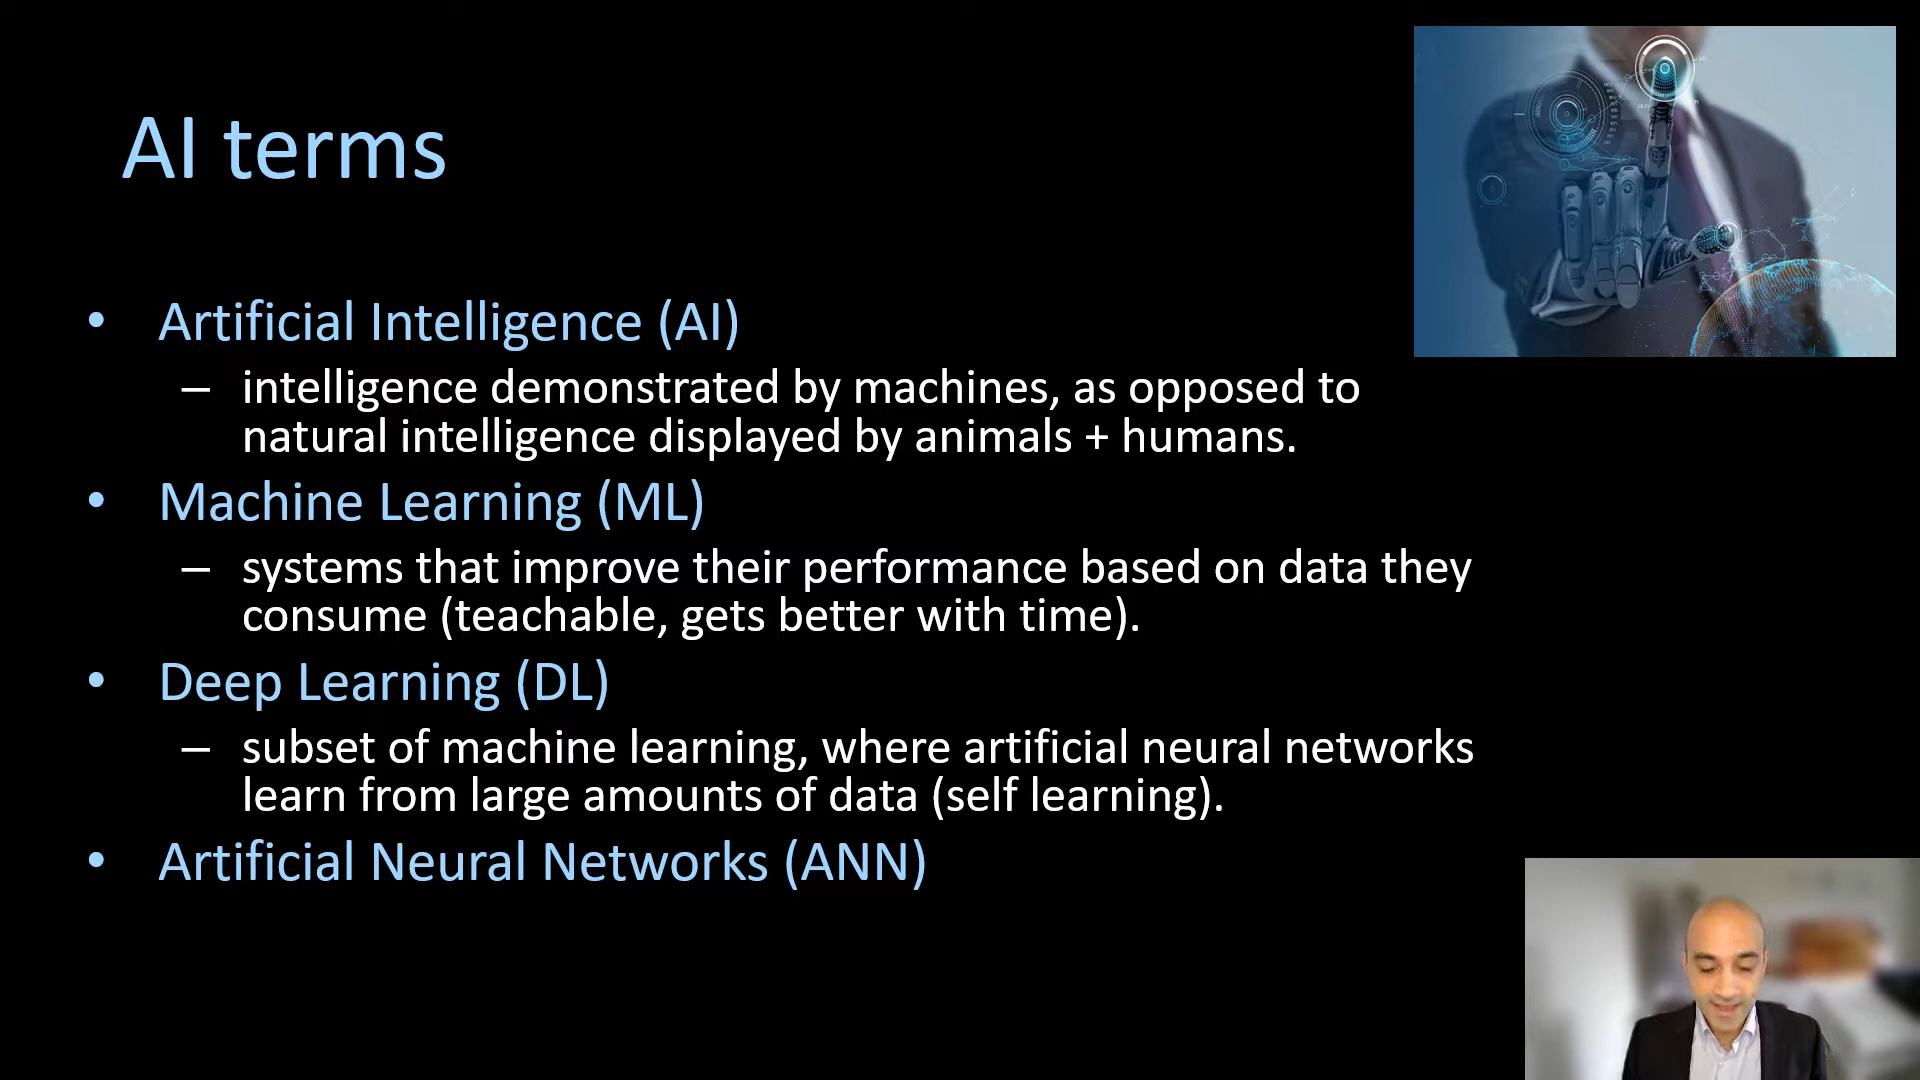 AI terms
• Artificial Intelligence (AI)
– intelligence demonstrated by machines, as opposed to
natural intelligence displayed by animals + humans.
• Machine Learning (ML)
– systems that improve their performance based on data they
consume (teachable, gets better with time).
• Deep Learning (DL)
– subset of machine learning, where artificial neural networks
learn from large amounts of data (self learning).
• Artificial Neural Networks (ANN)